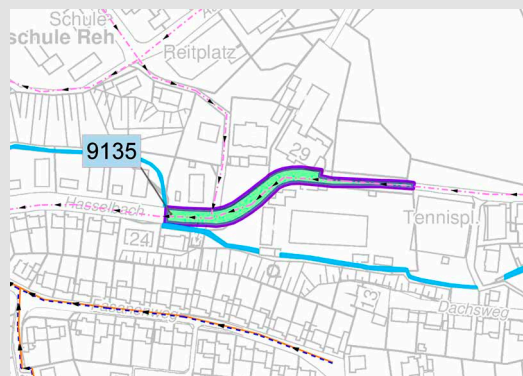 Schule
schule Reh
Reitplatz
9135
29
Hasselbach
24
Tennispl.
13
Dachsweg